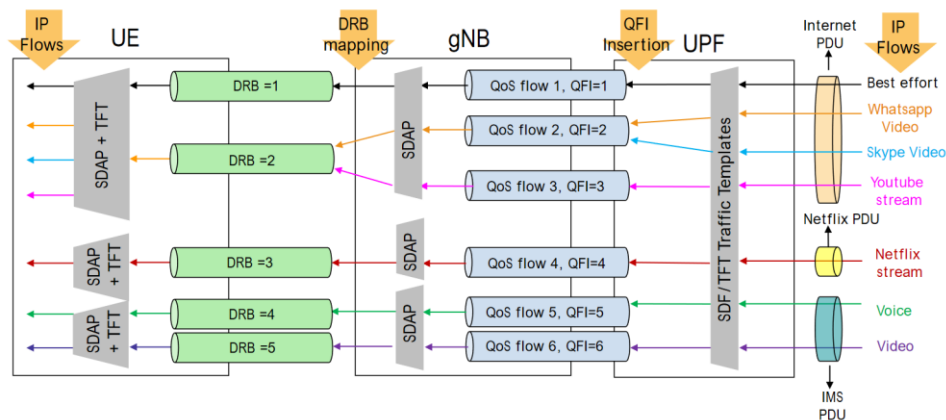 IP
Flows
UE
DRB
mapping
gNB
QFI
Insertion
UPF
Internet
PDU
IP
Flows
SDAP + TFT
DRB =1
SDAP
QoS flow 1, QFI=1
SDF/TFT Traffic Templates
Best effort
Whatsapp
Video
QoS flow 2, QFI=2
DRB =2
Skype Video
QoS flow 3, QFI=3
Youtube
stream
Netflix PDU
SDAP
+ TFT
DRB =3
SDAP
QoS flow 4, QFI=4
Netflix
stream
SDAP
+ TFT
DRB =4
SDAP
QoS flow 5, QFI=5
Voice
DRB =5
QoS flow 6, QFI=6
Video
IMS
PDU